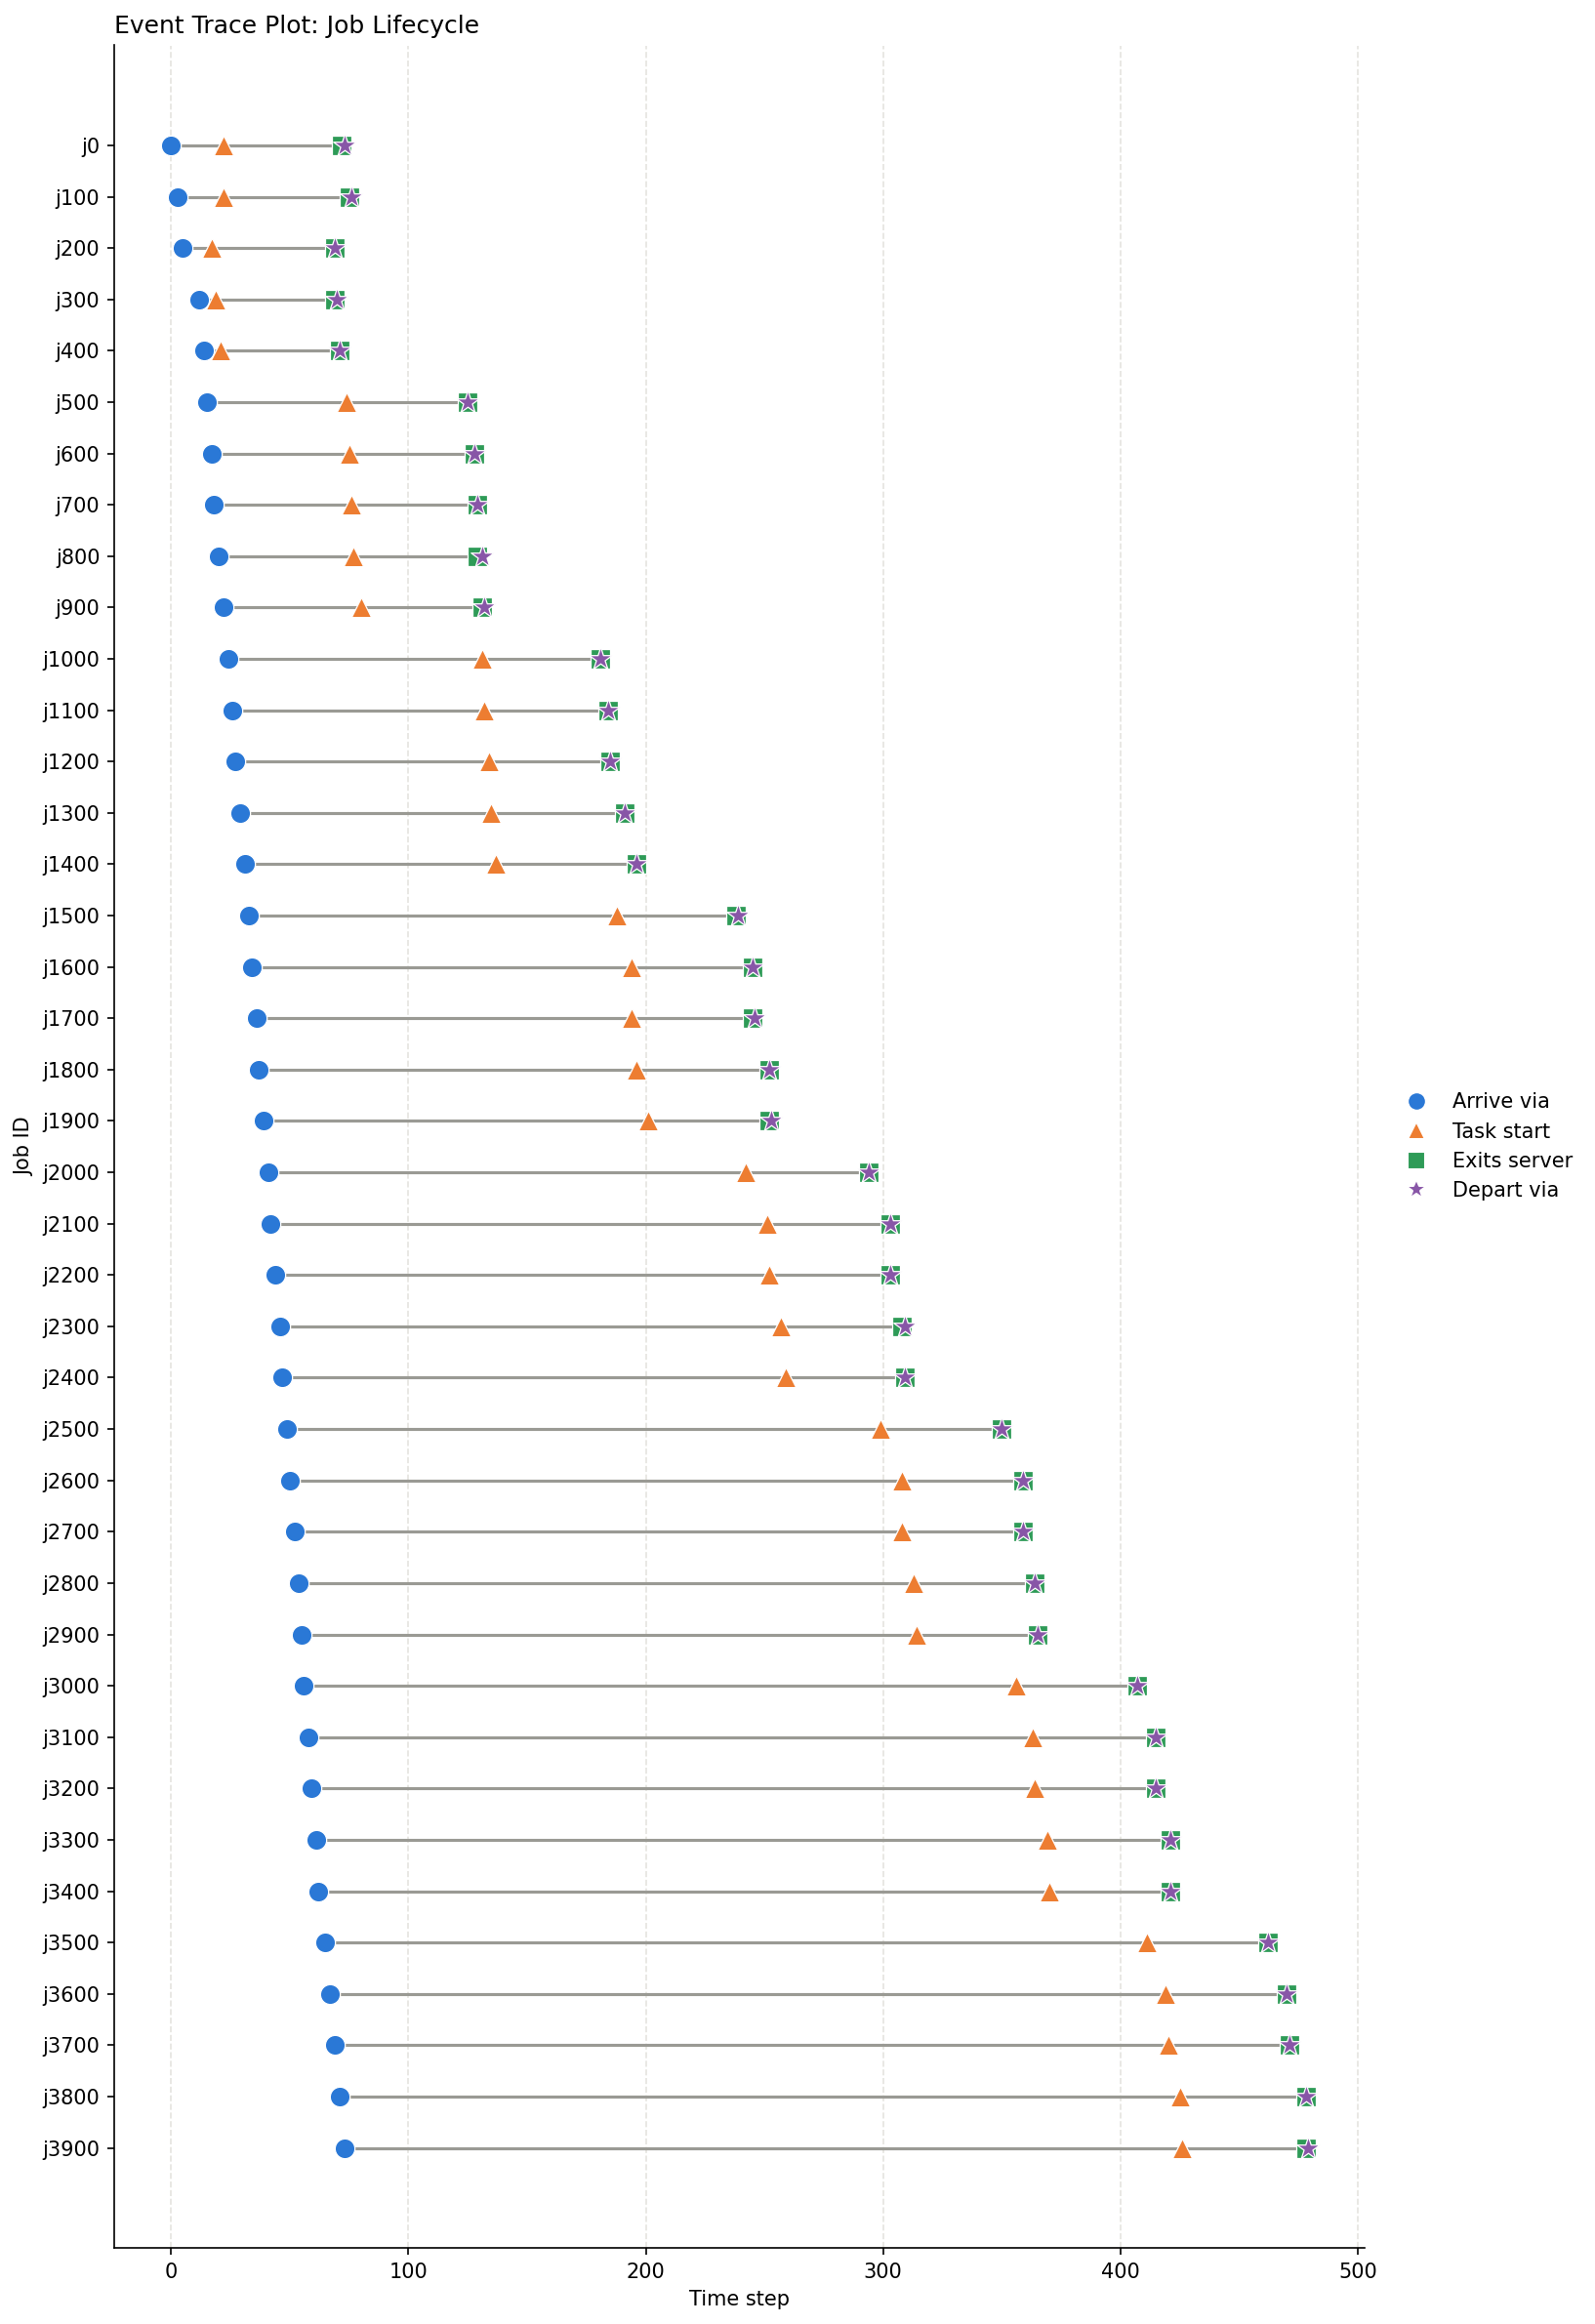 Event Trace Plot: Job Lifecycle
j0
j100
j200
j300
j400
j500
j600
j700
j800
j900
j1000
j1100
j1200
j1300
j1400
j1500
j1600
j1700
j1800
j1900
j2000
j2100
j2200
j2300
j2400
j2500
j2600
j2700
j2800
j2900
j3000
j3100
j3200
j3300
j3400
j3500
j3600
j3700
j3800
j3900
Job ID
0 100 200 300 400 500
Time step
Arrive via
Task start
Exits server
Depart via